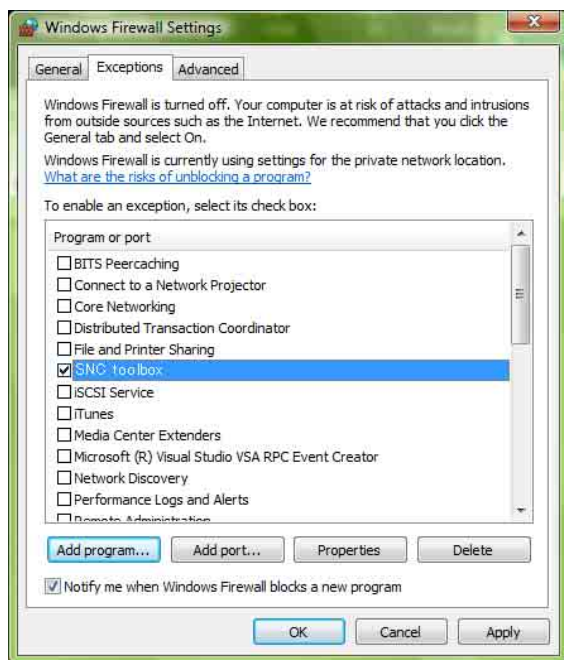 Windows Firewall Settings
General Exceptions Advanced
Windows Firewall is turned off. Your computer is at risk of attacks and intrusions
from outside sources such as the Internet. We recommend that you click the
General tab and select On.
Windows Firewall is currently using settings for the private network location.
What are the risks of unblocking a program?
To enable an exception, select its check box:
Program or port
BITS Peercaching
Connect to a Network Projector
Core Networking
Distributed Transaction Coordinator
File and Printer Sharing
SNC toolbox
iSCSI Service
iTunes
Media Center Extenders
Microsoft (R) Visual Studio VSA RPC Event Creator
Network Discovery
Performance Logs and Alerts
Remote Administration
Add program... Add port... Properties Delete
Notify me when Windows Firewall blocks a new program
OK Cancel Apply